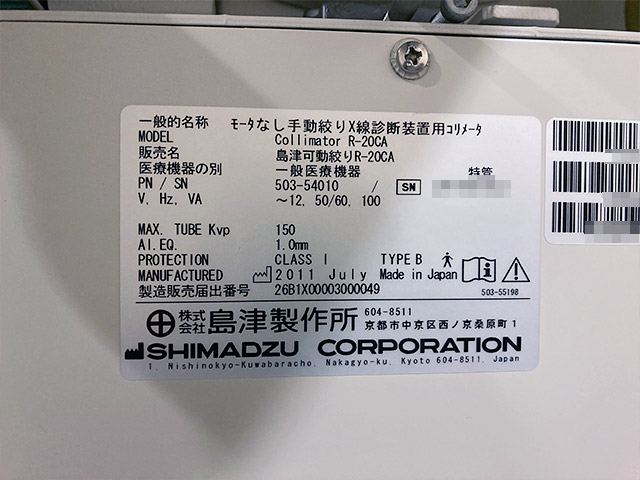 一般的名称 モータなし手動絞りX線診断装置用コリメータ
MODEL Collimator R-20CA
販売名 島津可動絞りR-20CA
医療機器の別 一般医療機器 特管
PN / SN 503-54010 / SN
V, Hz, VA ～12, 50/60, 100
MAX. TUBE Kvp 150
Al.EQ. 1.0mm
PROTECTION CLASS I TYPE B
MANUFACTURED 2011 July Made in Japan
製造販売届出番号 26B1X00003000049 503-55198
株式会社 島津製作所 604-8511
京都市中京区西ノ京桑原町1
SHIMADZU CORPORATION
1, Nishinokyo-Kuwabaracho, Nakagyo-ku, Kyoto 604-8511, Japan